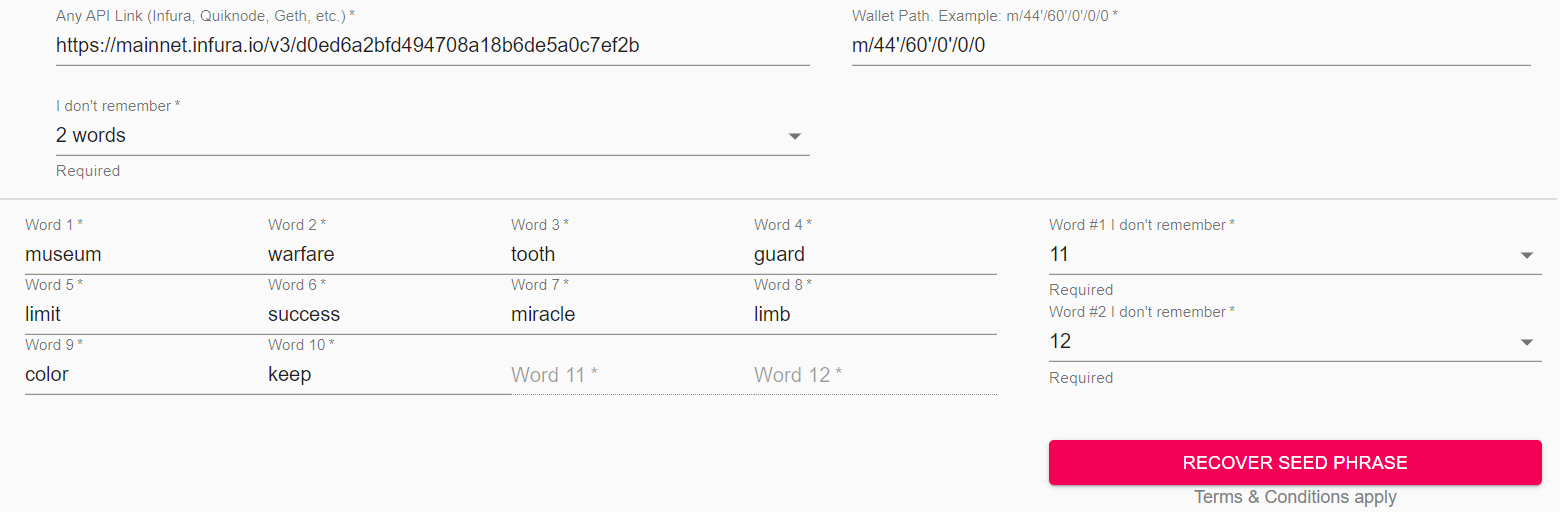 Any API Link (Infura, Quiknode, Geth, etc.) *
Wallet Path. Example: m/44'/60'/0'/0/0 *
https://mainnet.infura.io/v3/d0ed6a2bfd494708a18b6de5a0c7ef2b
m/44'/60'/0'/0/0
I don't remember *
2 words
Required
Word 1 *
Word 2 *
Word 3 *
Word 4 *
museum
warfare
tooth
guard
Word 5 *
Word 6 *
Word 7 *
Word 8 *
limit
success
miracle
limb
Word 9 *
Word 10 *
color
keep
Word 11 *
Word 12 *
Word #1 I don't remember *
11
Required
Word #2 I don't remember *
12
Required
RECOVER SEED PHRASE
Terms & Conditions apply